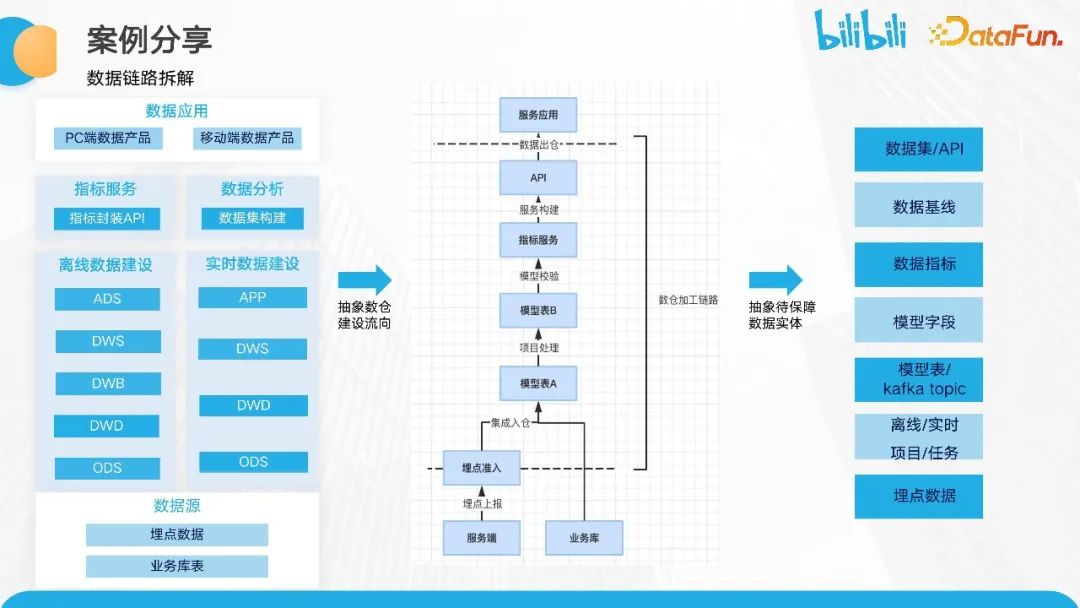 案例分享
数据链路拆解
bilibili
DataFun.
数据应用
PC端数据产品
移动端数据产品
指标服务
指标封装API
数据分析
数据集构建
离线数据建设
ADS
DWS
DWB
DWD
ODS
实时数据建设
APP
DWS
DWD
ODS
数据源
埋点数据
业务库表
抽象数仓
建设流向
服务应用
数据出仓
API
服务构建
指标服务
模型校验
模型表B
项目处理
模型表A
集成入仓
埋点准入
埋点上报
服务端
业务库
数仓加工链路
抽象待保障
数据实体
数据集/API
数据基线
数据指标
模型字段
模型表/
kafka topic
离线/实时
项目/任务
埋点数据